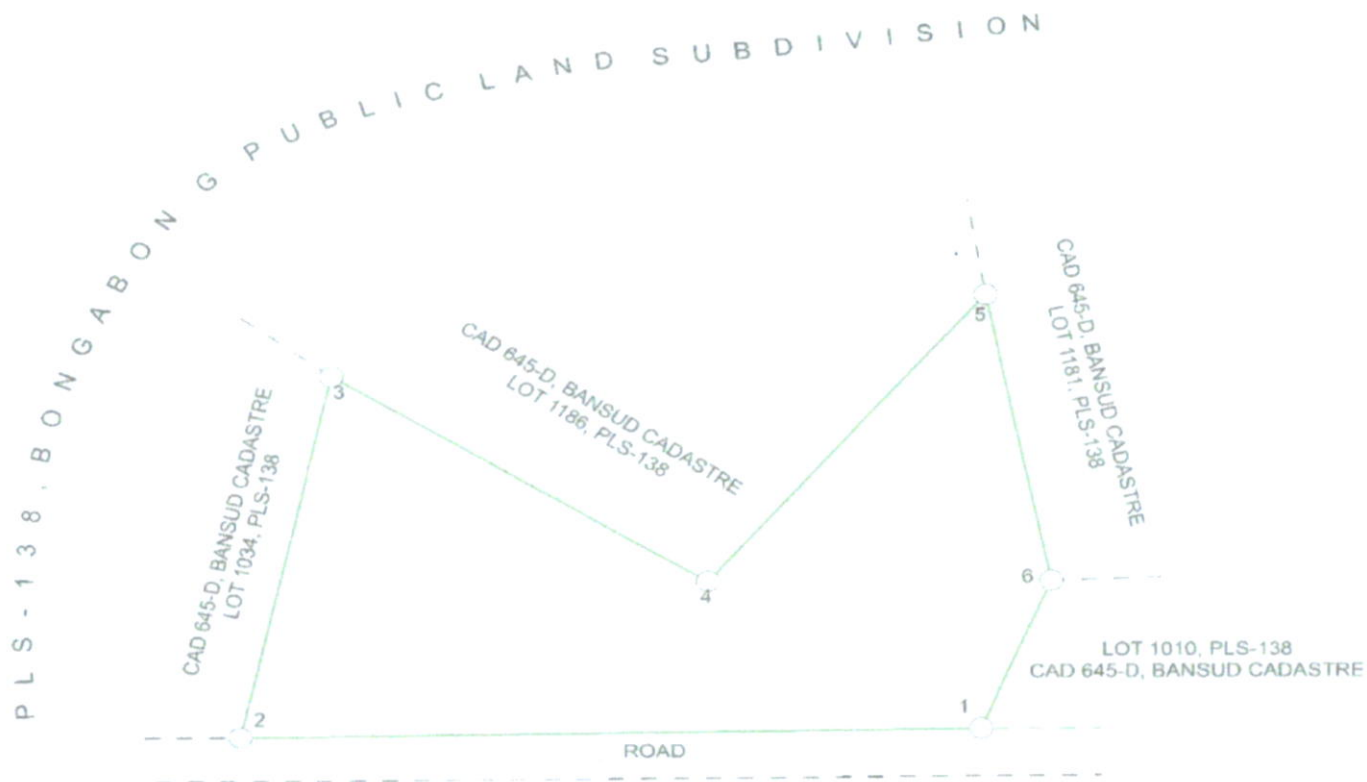 PLS-138, BONGABONG PUBLIC LAND SUBDIVISION
CAD 645-D, BANSUD CADASTRE
LOT 1034, PLS-138
CAD 645-D, BANSUD CADASTRE
LOT 1186, PLS-138
CAD 645-D, BANSUD CADASTRE
LOT 1181, PLS-138
3
5
4
6
LOT 1010, PLS-138
CAD 645-D, BANSUD CADASTRE
2
1
ROAD